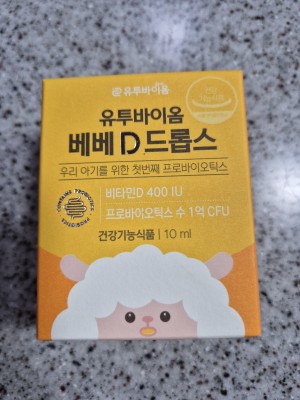 유투바이옴
유투바이옴
베베 D 드롭스
우리 아기를 위한 첫번째 프로바이오틱스
비타민D 400 IU
프로바이오틱스 수 1억 CFU
건강기능식품 | 10 ml